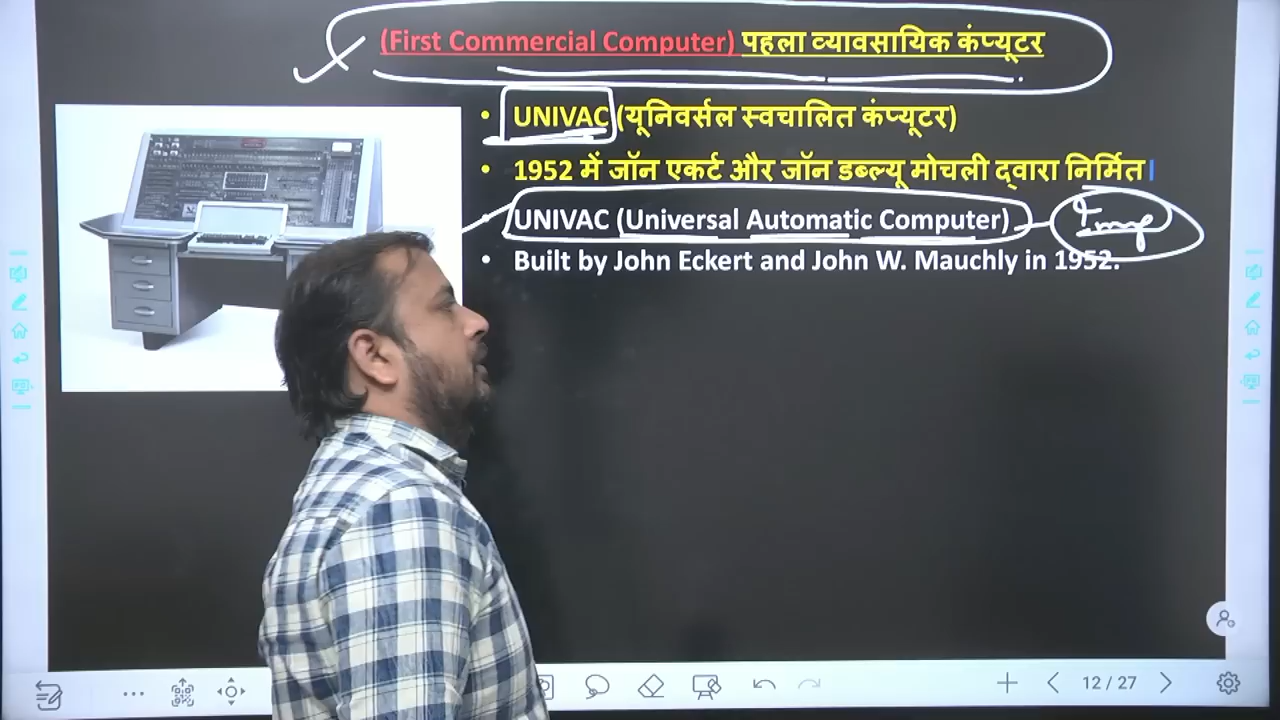 (First Commercial Computer) पहला व्यावसायिक कंप्यूटर
• UNIVAC (यूनिवर्सल स्वचालित कंप्यूटर)
• 1952 में जॉन एकर्ट और जॉन डब्ल्यू मोचली द्वारा निर्मित।
• UNIVAC (Universal Automatic Computer) Imp
• Built by John Eckert and John W. Mauchly in 1952.
12 / 27